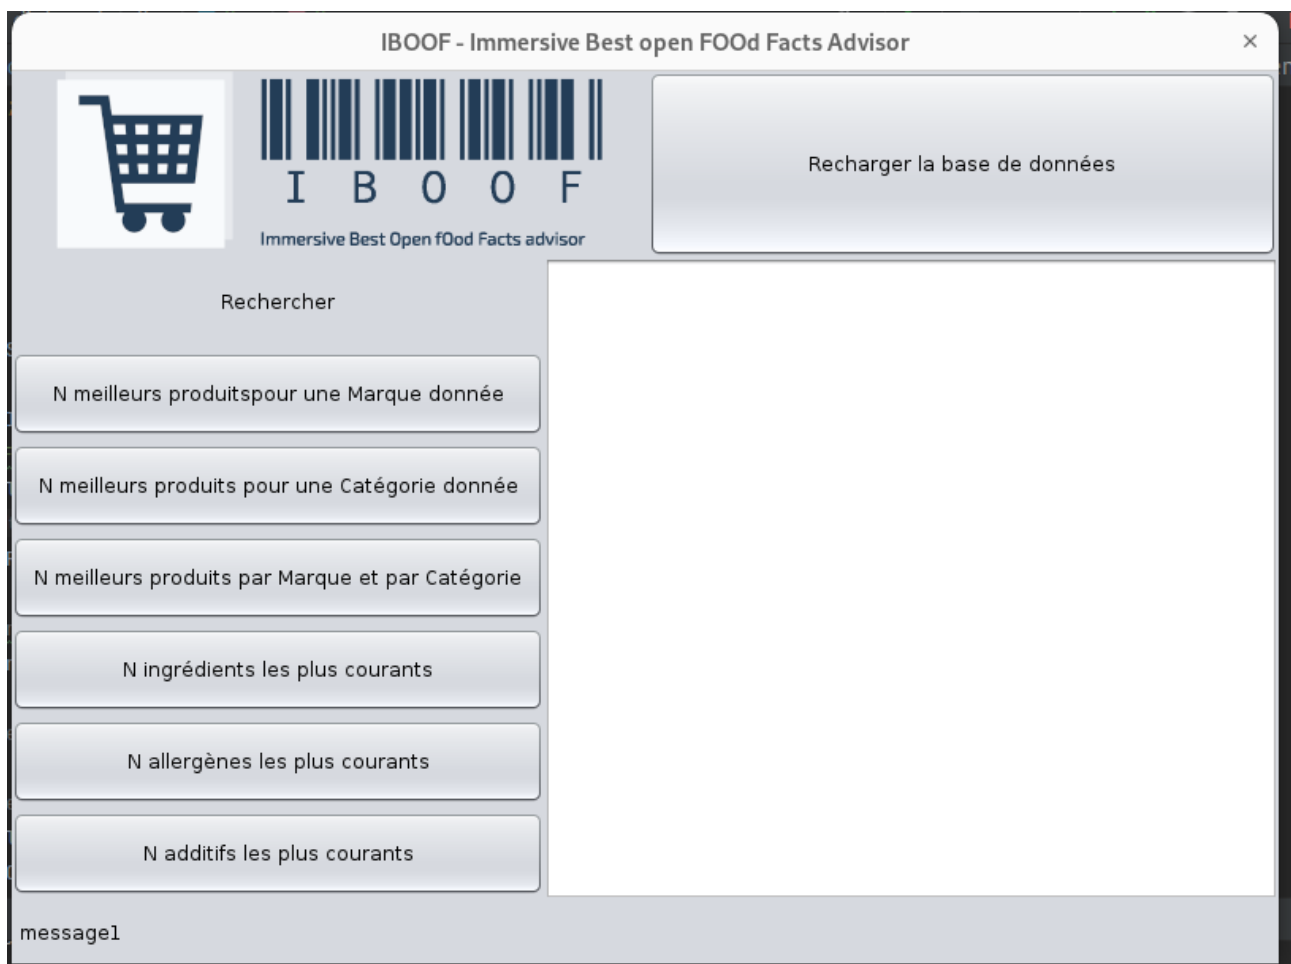 IBOOF - Immersive Best open FOOd Facts Advisor
I B O O F
Immersive Best Open fOod Facts advisor
Recharger la base de données
Rechercher
N meilleurs produitspour une Marque donnée
N meilleurs produits pour une Catégorie donnée
N meilleurs produits par Marque et par Catégorie
N ingrédients les plus courants
N allergènes les plus courants
N additifs les plus courants
message1